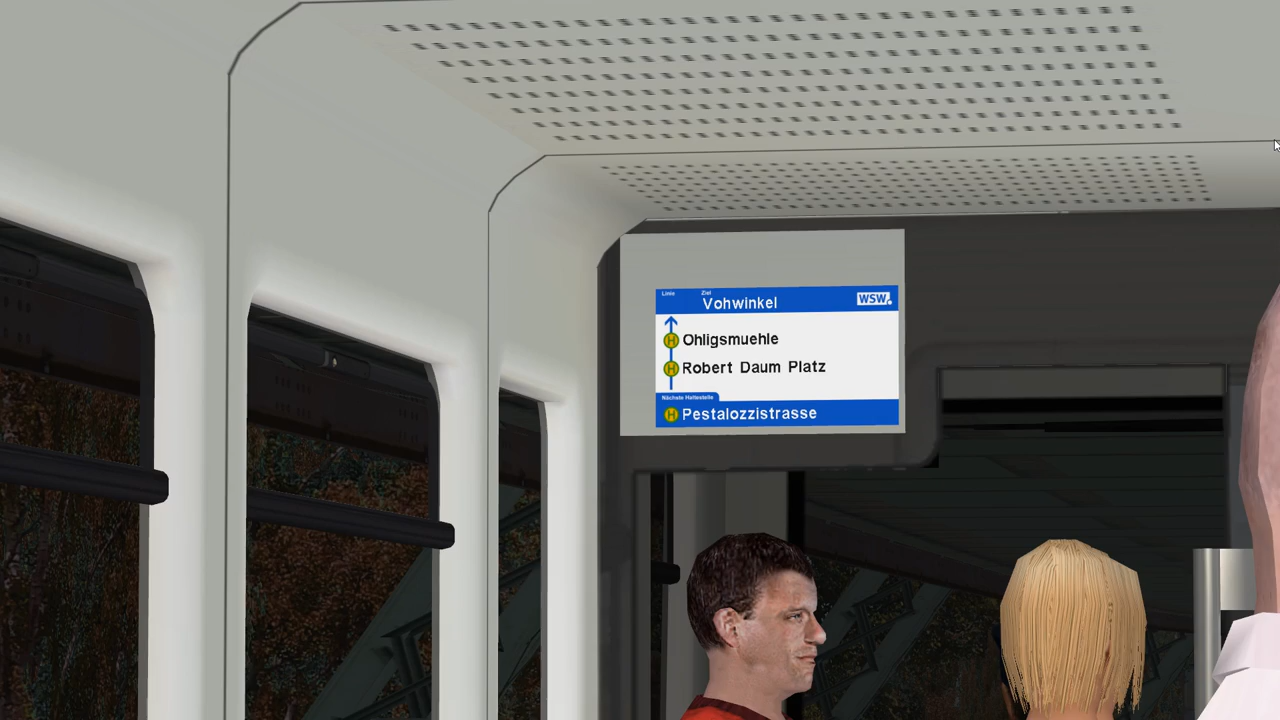 Linie Ziel
Vohwinkel WSW.
H Ohligsmuehle
H Robert Daum Platz
Nächste Haltestelle
H Pestalozzistrasse